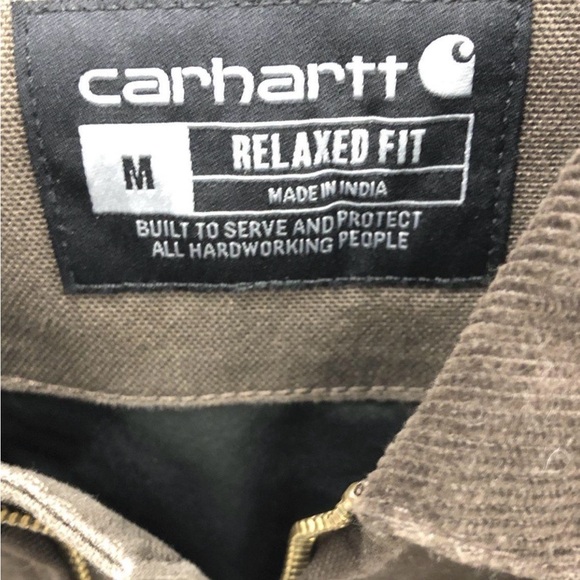 carhartt
M
RELAXED FIT
MADE IN INDIA
BUILT TO SERVE AND PROTECT
ALL HARDWORKING PEOPLE